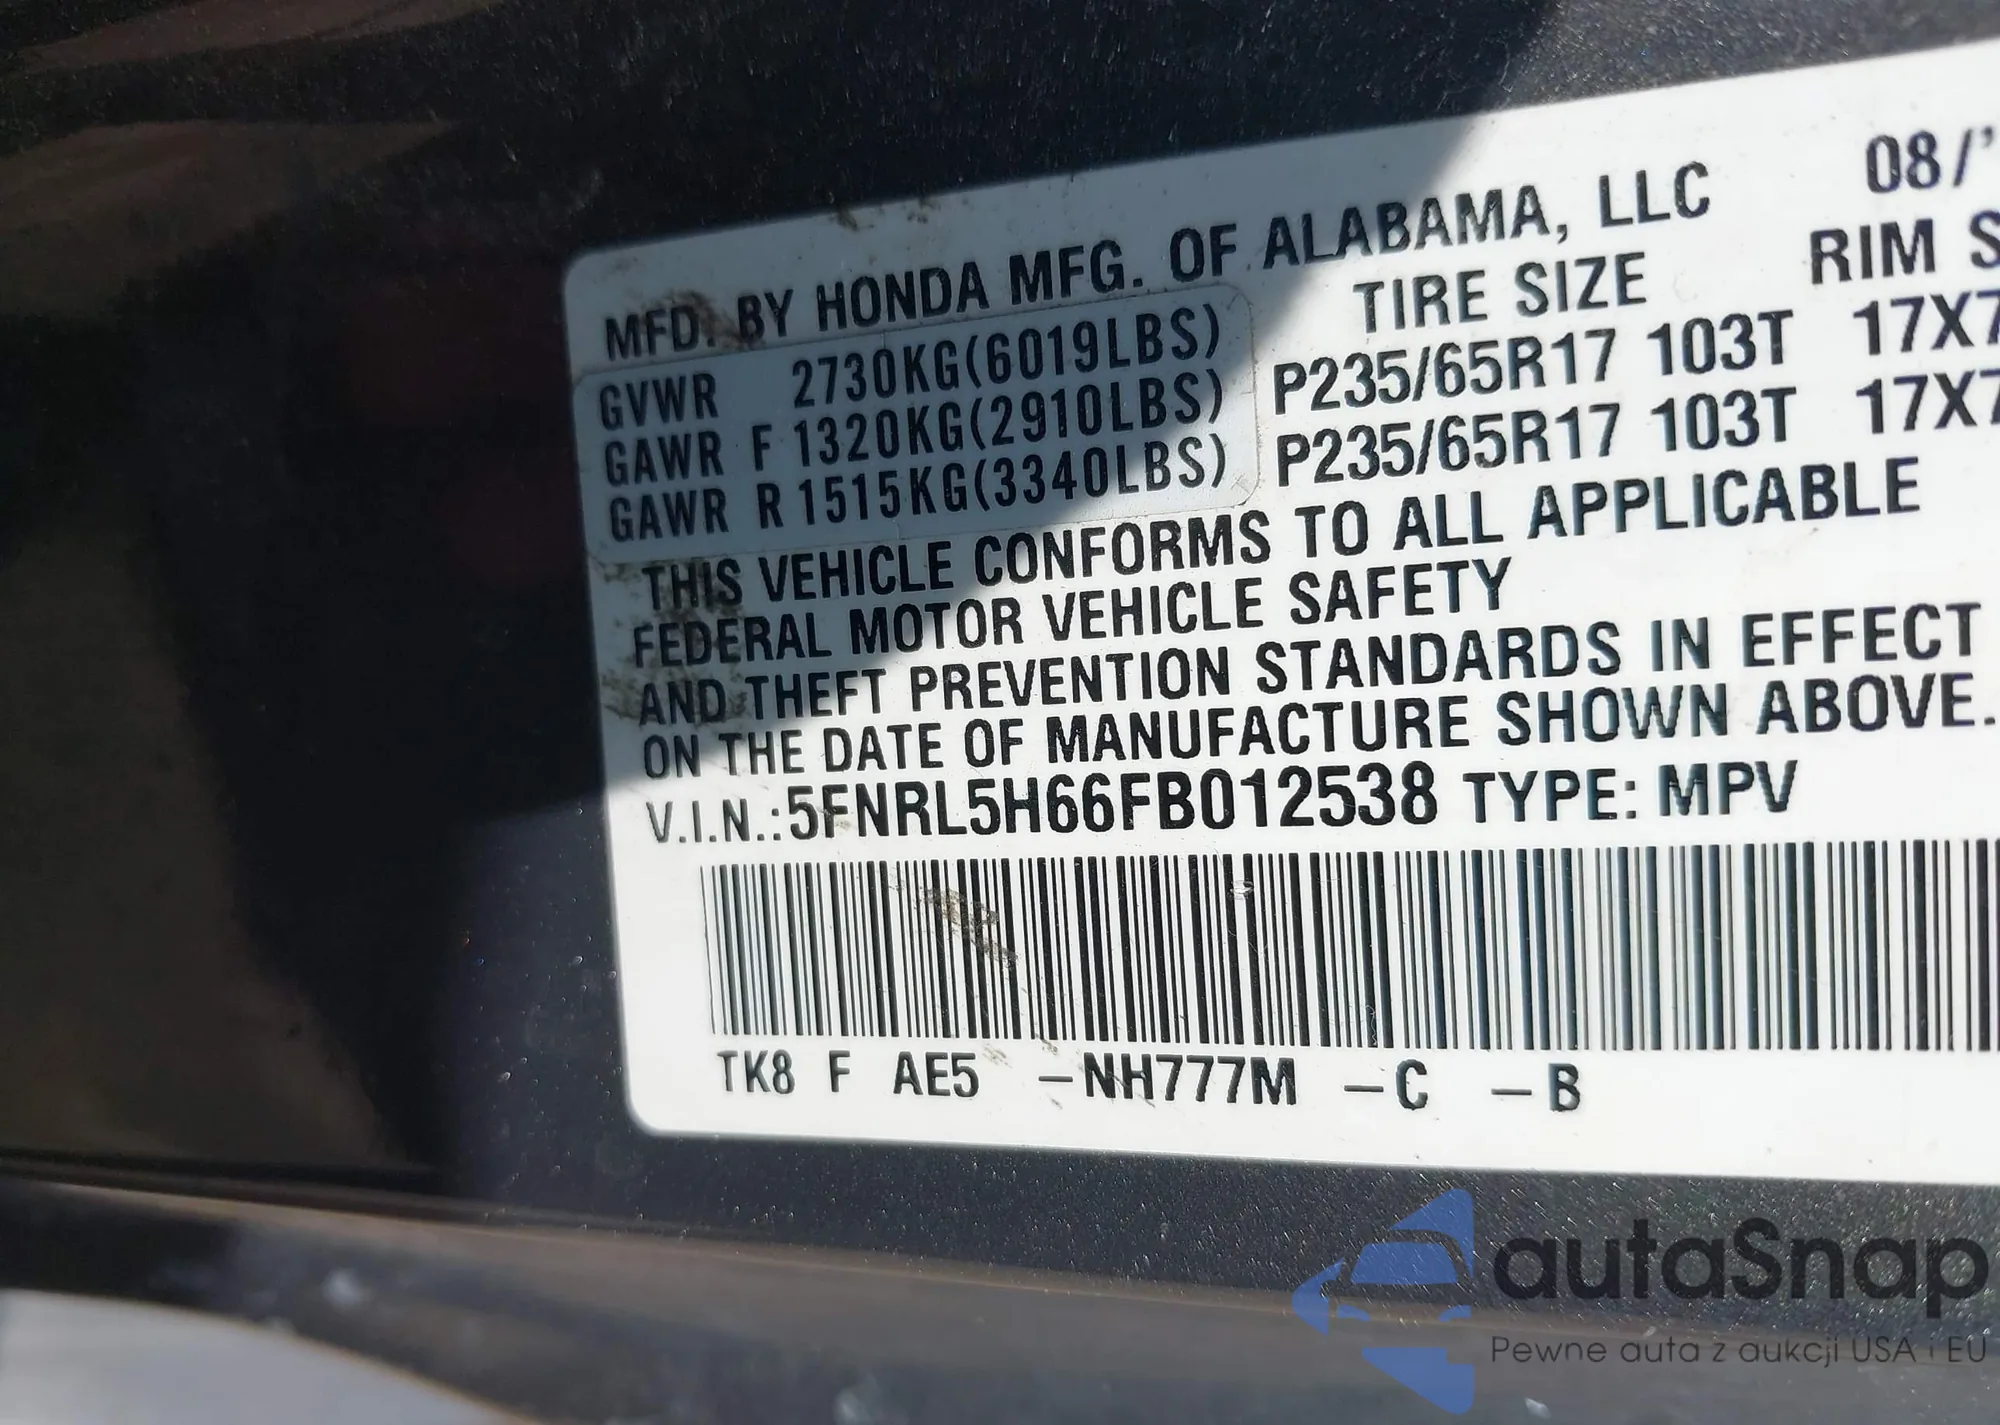 MFD. BY HONDA MFG. OF ALABAMA, LLC 08/'
TIRE SIZE RIM S
GVWR 2730KG(6019LBS) P235/65R17 103T 17X7
GAWR F 1320KG(2910LBS) P235/65R17 103T 17X7
GAWR R 1515KG(3340LBS)
THIS VEHICLE CONFORMS TO ALL APPLICABLE
FEDERAL MOTOR VEHICLE SAFETY
AND THEFT PREVENTION STANDARDS IN EFFECT
ON THE DATE OF MANUFACTURE SHOWN ABOVE.
V.I.N.:5FNRL5H66FB012538 TYPE: MPV
TK8 F AE5 –NH777M –C –B
autaSnap
Pewne auta z aukcji USA i EU